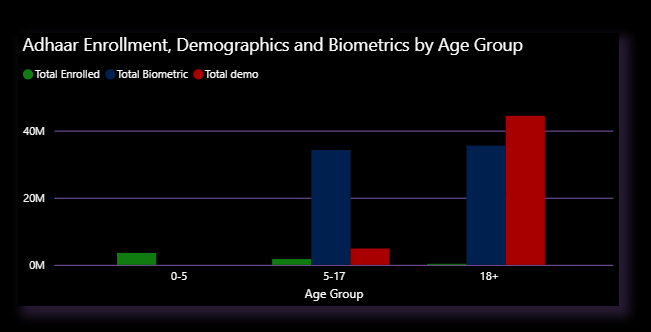 Adhaar Enrollment, Demographics and Biometrics by Age Group
Total Enrolled Total Biometric Total demo
40M
20M
0M
0-5 5-17 18+
Age Group